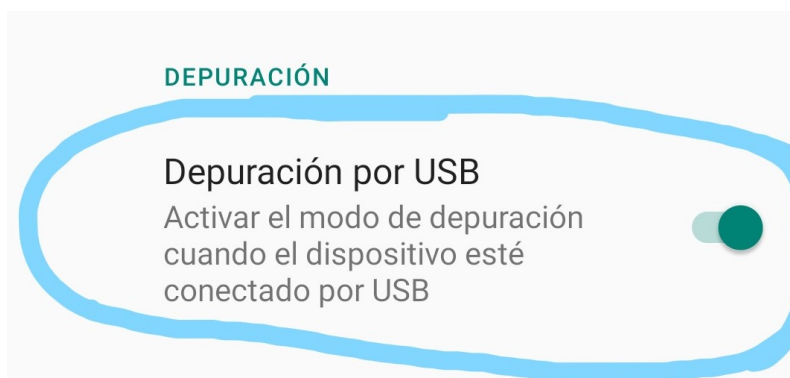 DEPURACIÓN
Depuración por USB
Activar el modo de depuración
cuando el dispositivo esté
conectado por USB